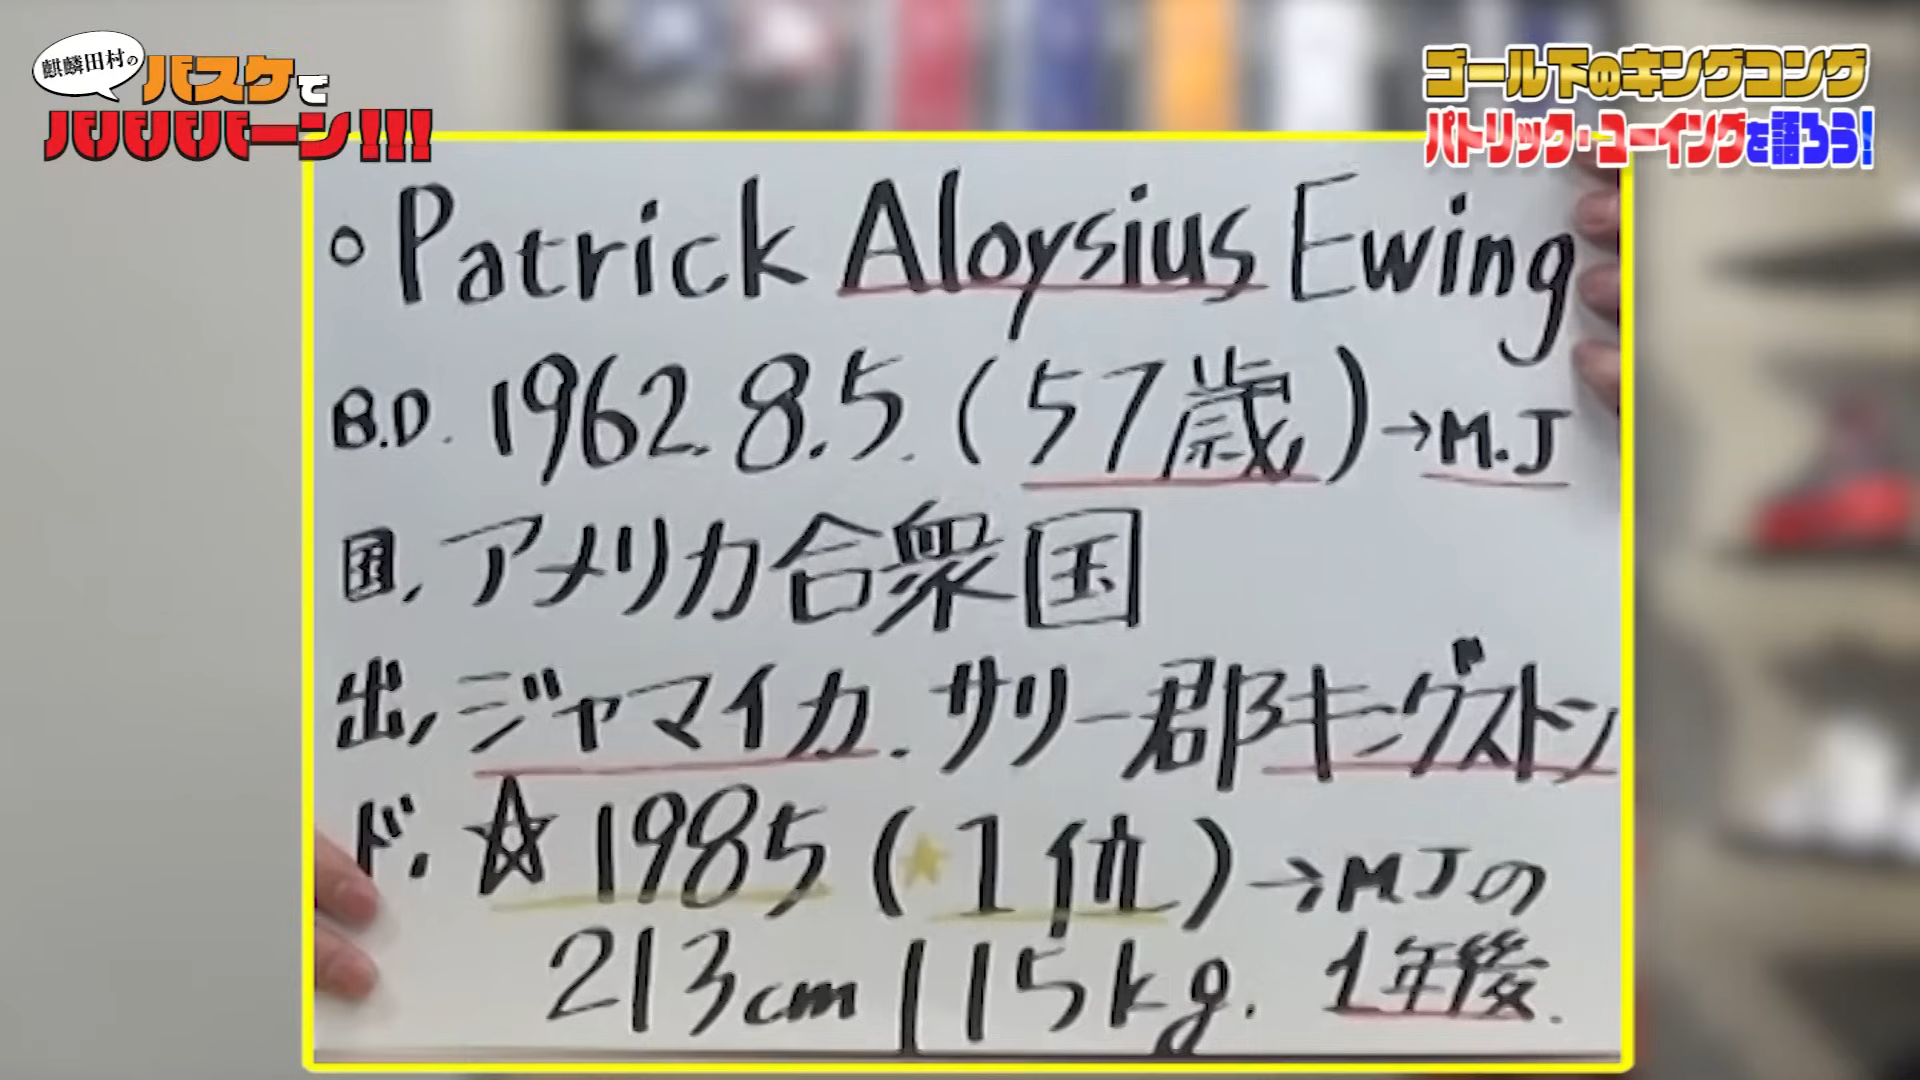 麒麟田村の
バスケで
バババババーン!!!
ゴール下のキングコング
パトリック・ユーイングを語ろう!
○ Patrick Aloysius Ewing
B.D. 1962.8.5.(57歳)→M.J
国、アメリカ合衆国
出、ジャマイカ.サリー郡キングストン
ド、☆1985(★1位)→MJの
213cm/115kg. 1年後.